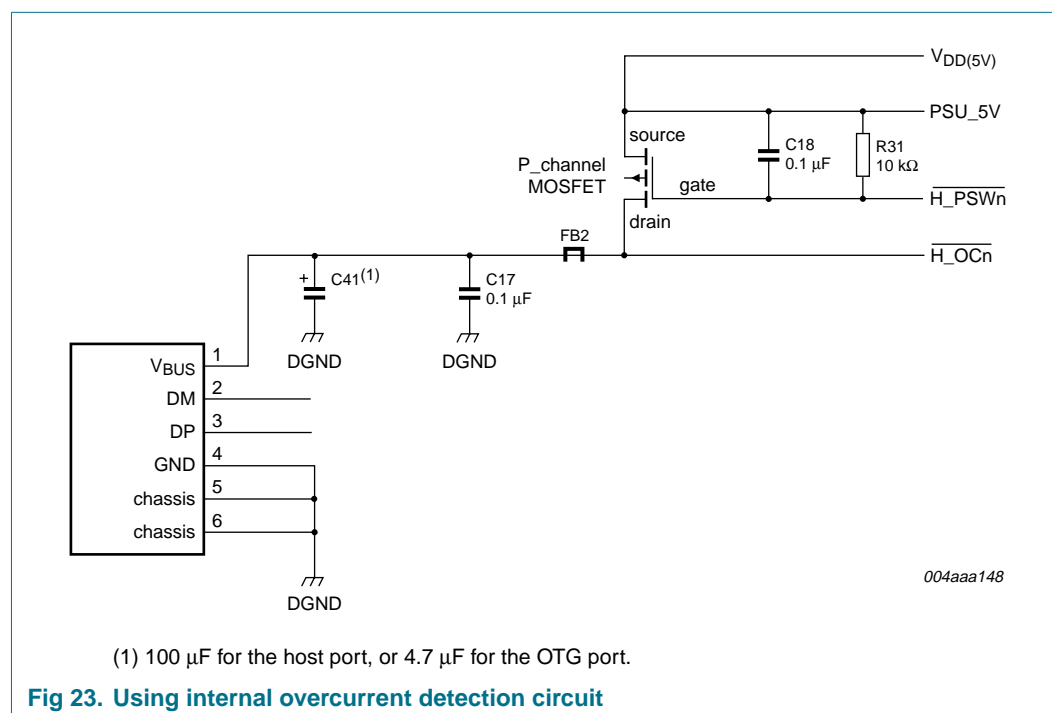 V_DD(5V)
PSU_5V
source
C18
0.1 μF
R31
10 kΩ
P_channel
MOSFET
gate
H_PSWn
drain
FB2
H_OCn
+
C41(1)
C17
0.1 μF
DGND
DGND
V_BUS
1
DM
2
DP
3
GND
4
chassis
5
chassis
6
DGND
004aaa148
(1) 100 μF for the host port, or 4.7 μF for the OTG port.
Fig 23. Using internal overcurrent detection circuit